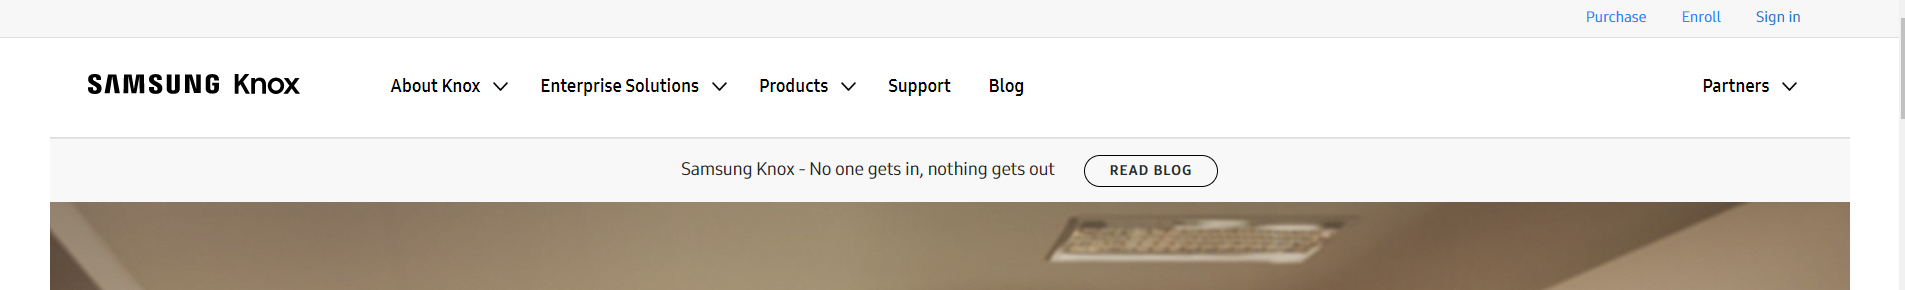 Purchase Enroll Sign in
SAMSUNG Knox About Knox Enterprise Solutions Products Support Blog Partners
Samsung Knox - No one gets in, nothing gets out READ BLOG